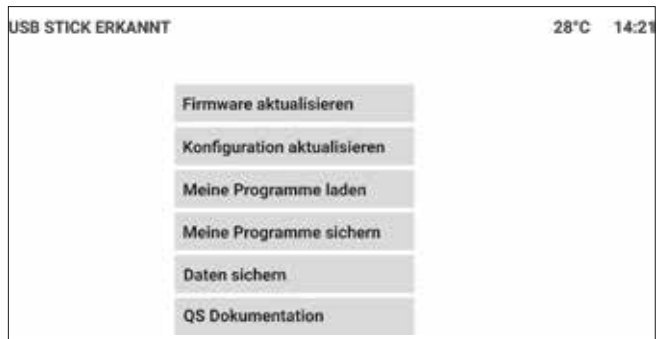 USB STICK ERKANNT 28°C 14:21
Firmware aktualisieren
Konfiguration aktualisieren
Meine Programme laden
Meine Programme sichern
Daten sichern
QS Dokumentation